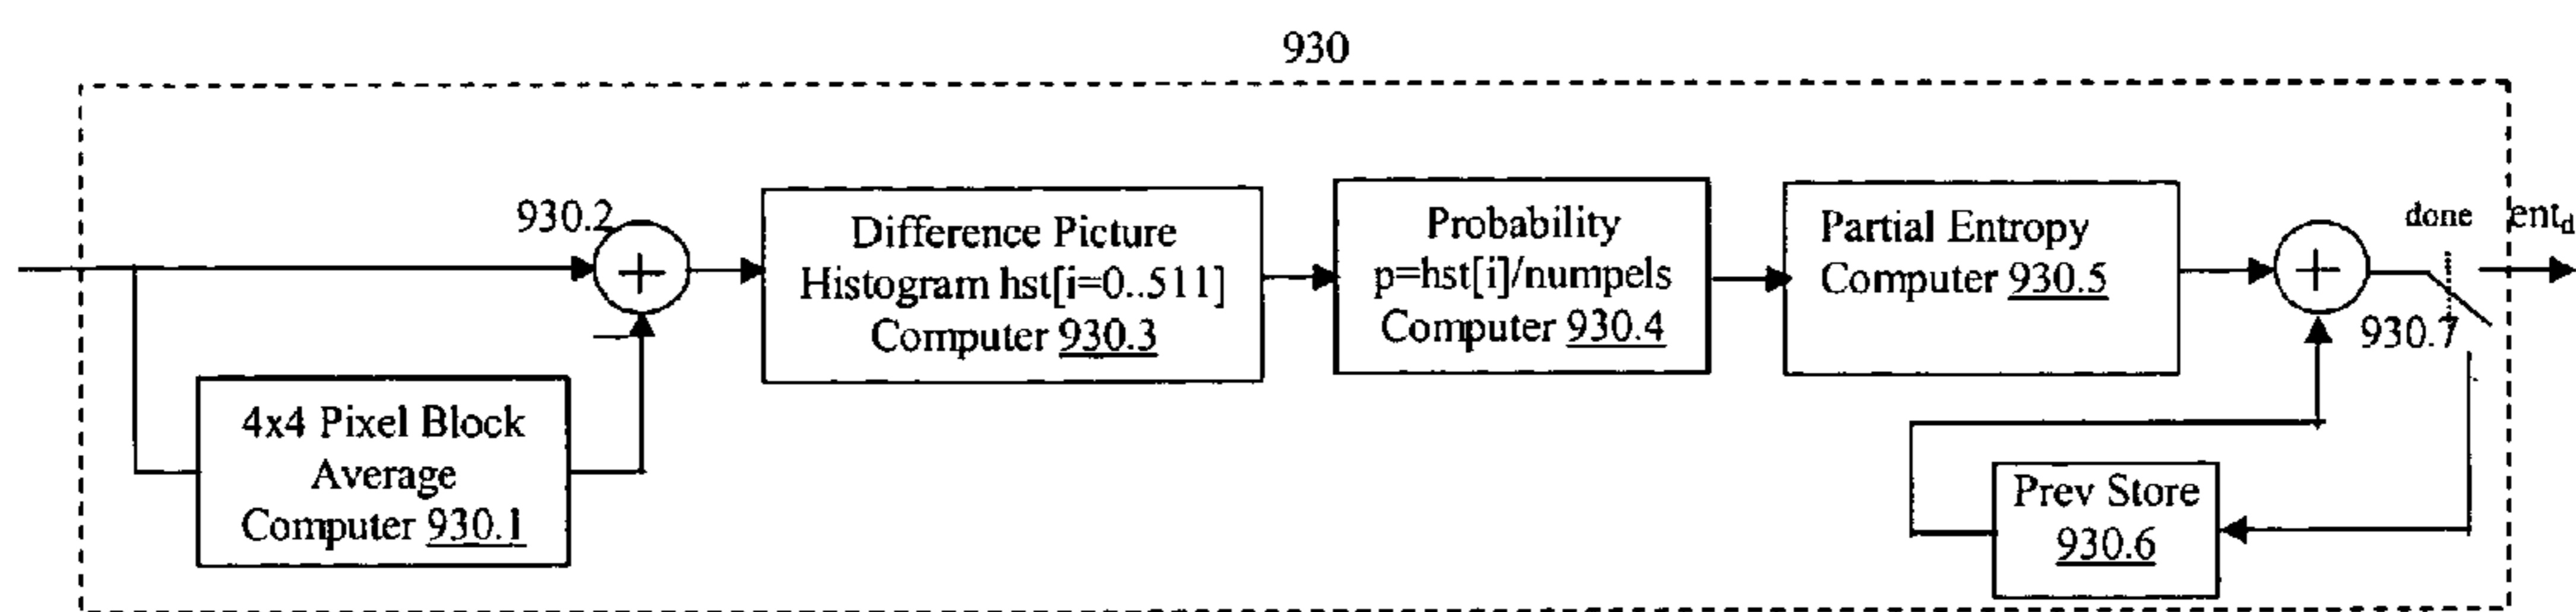 930
930.2
+
Difference Picture
Histogram hst[i=0..511]
Computer 930.3
Probability
p=hst[i]/numpels
Computer 930.4
Partial Entropy
Computer 930.5
+
done
ent_d
930.7
–
4x4 Pixel Block
Average
Computer 930.1
Prev Store
930.6